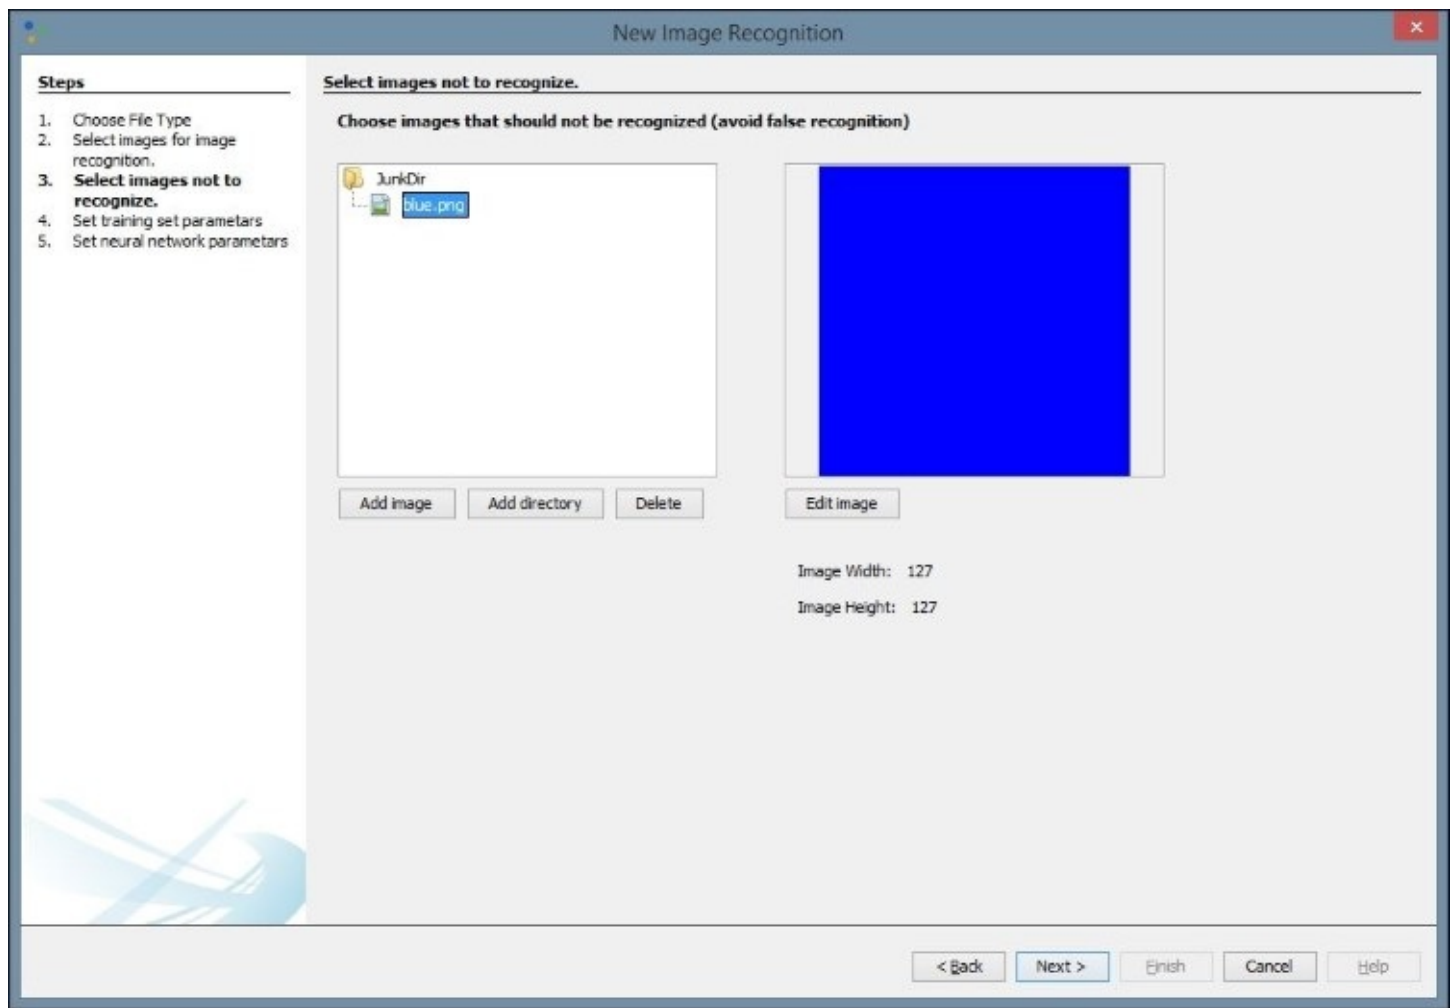 New Image Recognition
Steps
1. Choose File Type
2. Select images for image
recognition.
3. Select images not to
recognize.
4. Set training set parametars
5. Set neural network parametars
Select images not to recognize.
Choose images that should not be recognized (avoid false recognition)
JunkDir
blue.png
Add image
Add directory
Delete
Edit image
Image Width: 127
Image Height: 127
< Back
Next >
Finish
Cancel
Help